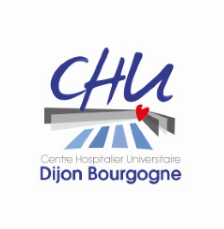 CHU
Centre Hospitalier Universitaire
Dijon Bourgogne